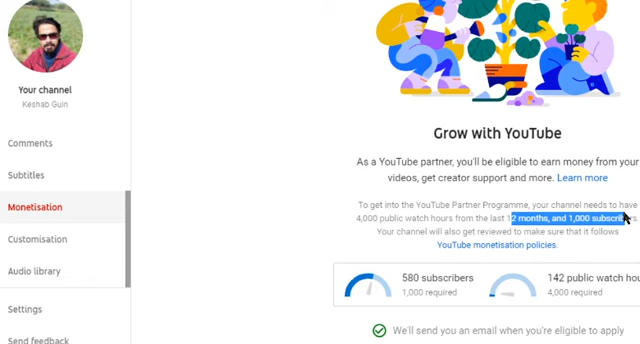 Your channel
Keshab Guin
Comments
Subtitles
Monetisation
Customisation
Audio library
Settings
Send feedback
Grow with YouTube
As a YouTube partner, you'll be eligible to earn money from your
videos, get creator support and more. Learn more
To get into the YouTube Partner Programme, your channel needs to have
4,000 public watch hours from the last 12 months, and 1,000 subscribers.
Your channel will also get reviewed to make sure that it follows
YouTube monetisation policies.
580 subscribers
1,000 required
142 public watch hou
4,000 required
We'll send you an email when you're eligible to apply